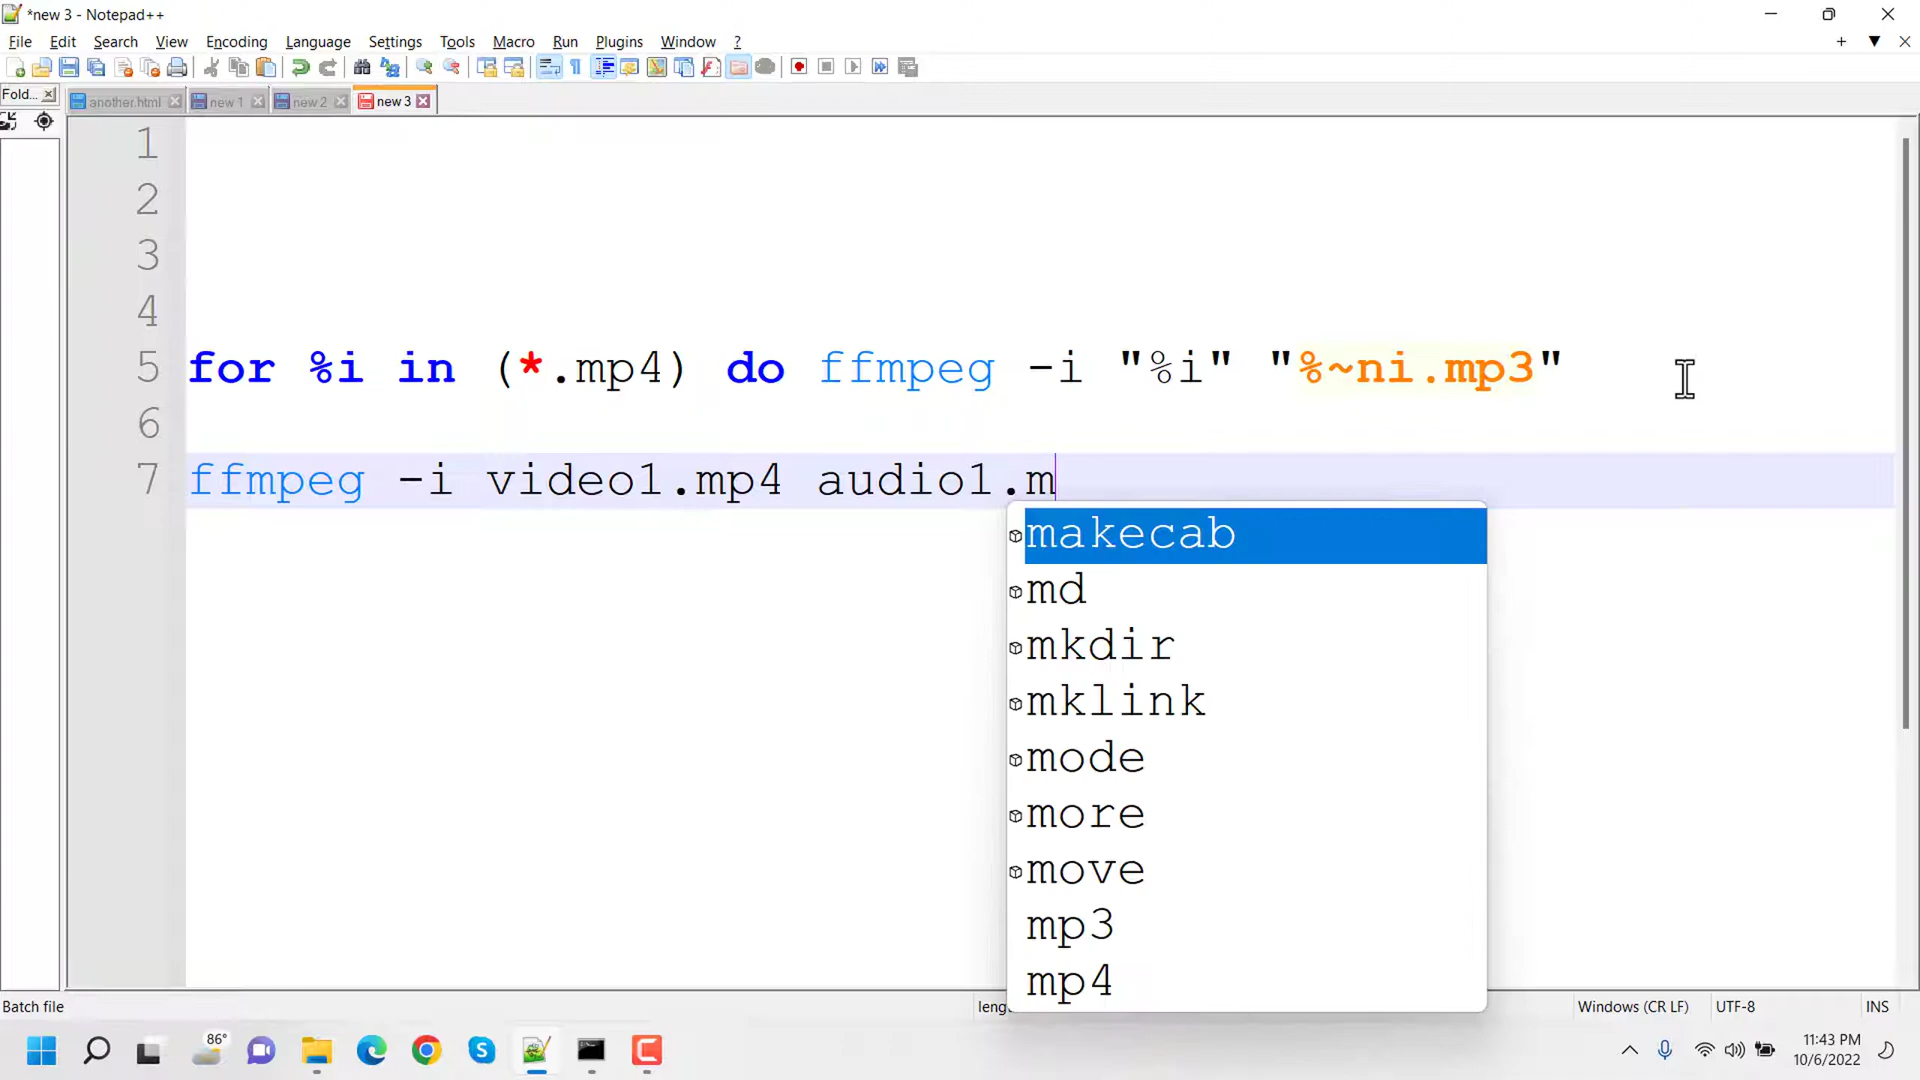 *new 3 - Notepad++
File Edit Search View Encoding Language Settings Tools Macro Run Plugins Window ?
Fold... another.html new 1 new 2 new 3
1
2
3
4
5 for %i in (*.mp4) do ffmpeg -i "%i" "%~ni.mp3"
6
7 ffmpeg -i video1.mp4 audio1.m
makecab
md
mkdir
mklink
mode
more
move
mp3
mp4
Batch file Windows (CR LF) UTF-8 INS
86° 11:43 PM
10/6/2022